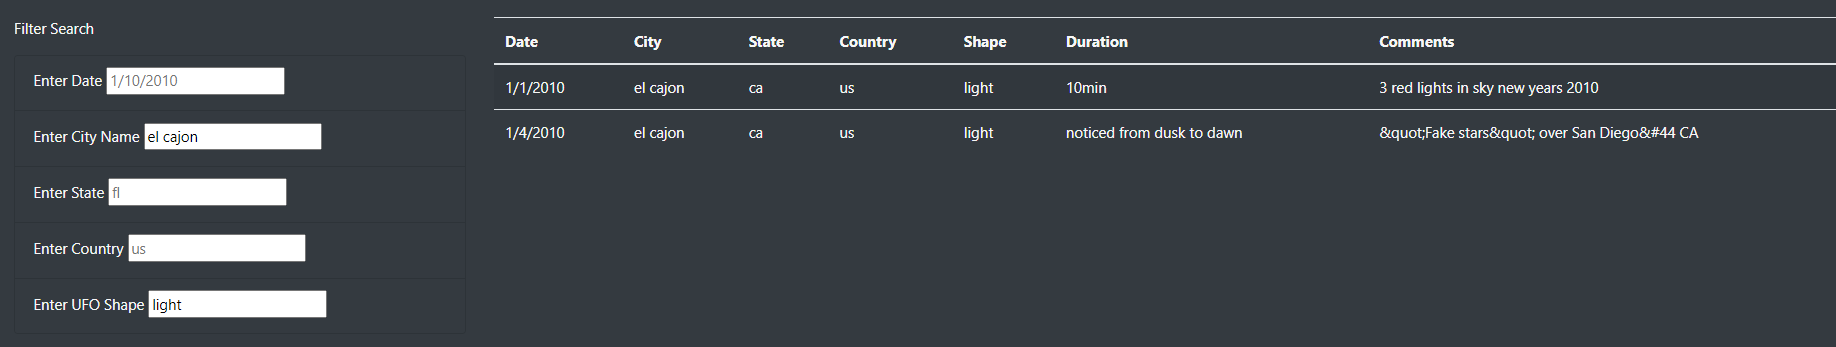 Filter Search
Enter Date 1/10/2010
Enter City Name el cajon
Enter State fl
Enter Country us
Enter UFO Shape light
Date City State Country Shape Duration Comments
1/1/2010 el cajon ca us light 10min 3 red lights in sky new years 2010
1/4/2010 el cajon ca us light noticed from dusk to dawn &quot;Fake stars&quot; over San Diego&#44 CA